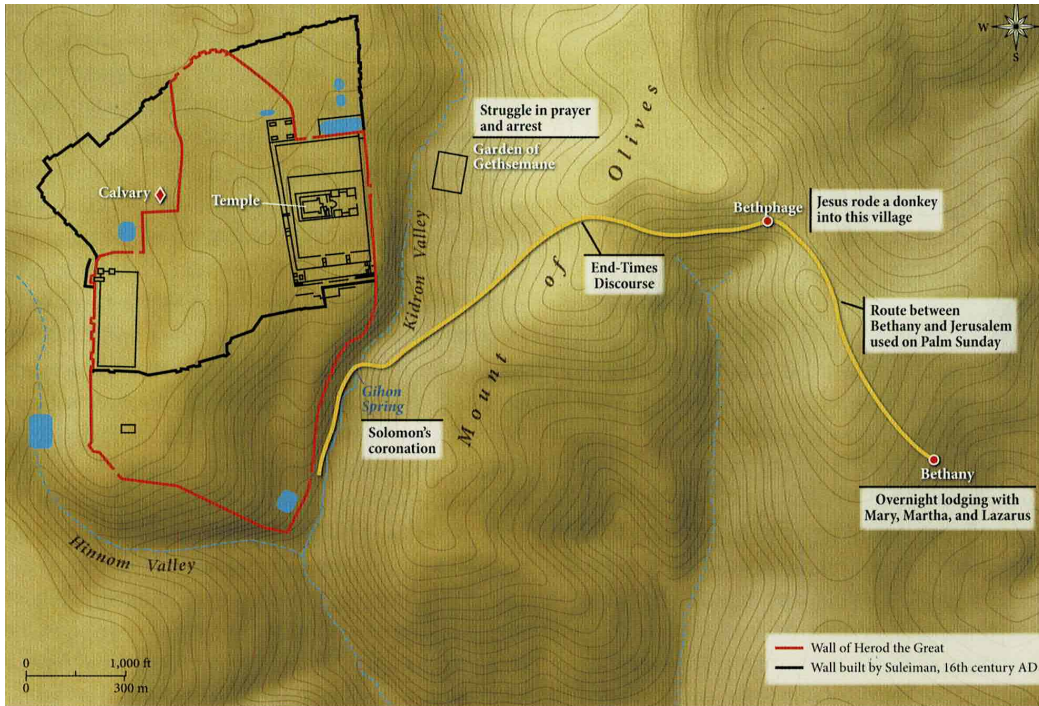 W
S
Struggle in prayer
and arrest
Garden of
Gethsemane
Olives
of
Mount
Calvary
Temple
Bethphage
Jesus rode a donkey
into this village
Kidron Valley
End-Times
Discourse
Route between
Bethany and Jerusalem
used on Palm Sunday
Gihon
Spring
Solomon's
coronation
Bethany
Overnight lodging with
Mary, Martha, and Lazarus
Hinnom Valley
0 1,000 ft
0 300 m
Wall of Herod the Great
Wall built by Suleiman, 16th century AD